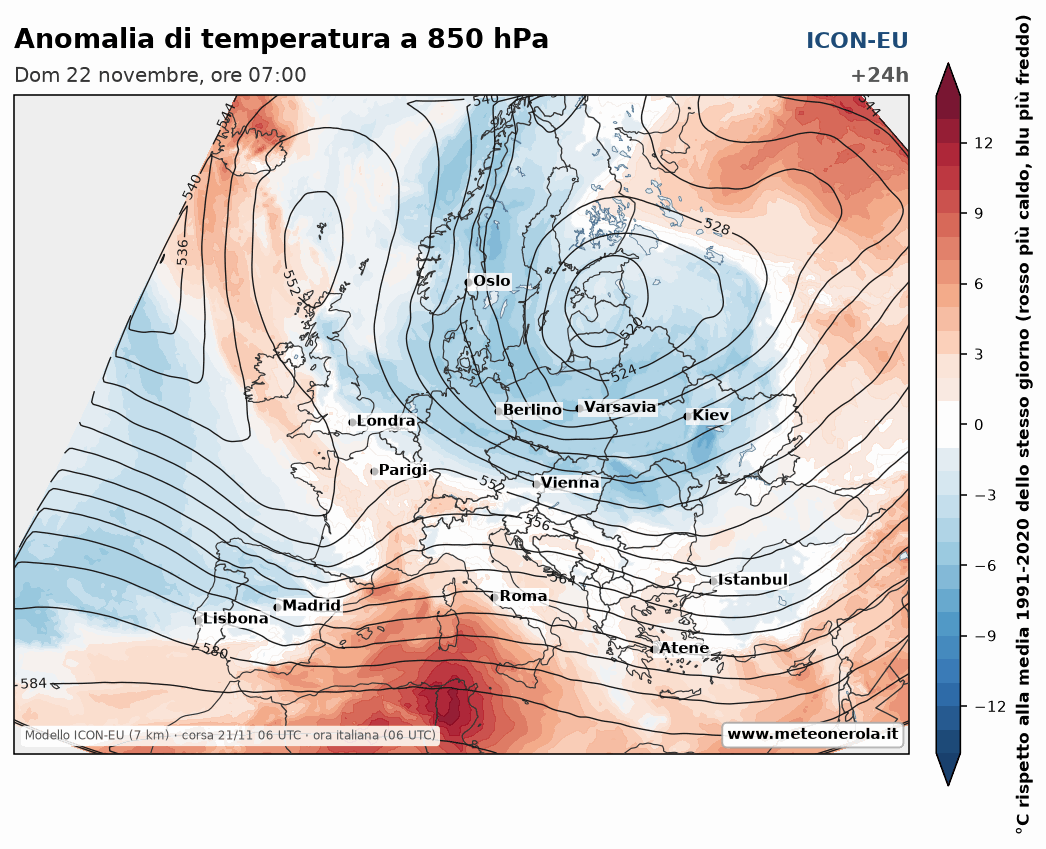 Anomalia di temperatura a 850 hPa
ICON-EU
Dom 22 novembre, ore 07:00
+24h
544
540
544
540
536
528
552
520
524
552
556
564
580
584
Oslo
Berlino
Varsavia
Kiev
Londra
Parigi
Vienna
Istanbul
Roma
Madrid
Lisbona
Atene
Modello ICON-EU (7 km) · corsa 21/11 06 UTC · ora italiana (06 UTC)
www.meteonerola.it
12
9
6
3
0
−3
−6
−9
−12
°C rispetto alla media 1991-2020 dello stesso giorno (rosso più caldo, blu più freddo)